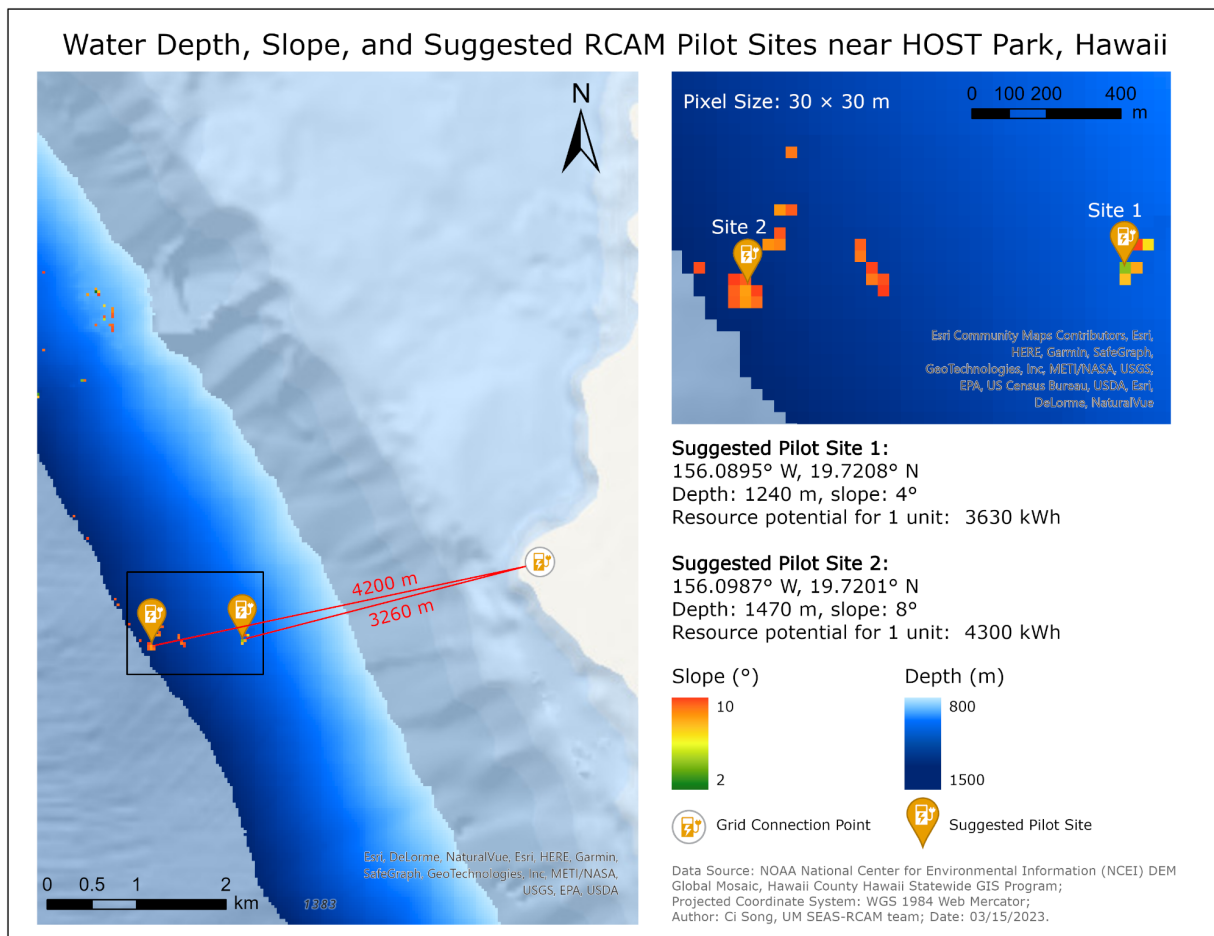 Water Depth, Slope, and Suggested RCAM Pilot Sites near HOST Park, Hawaii
N
4200 m
3260 m
Esri, DeLorme, NaturalVue, Esri, HERE, Garmin,
SafeGraph, GeoTechnologies, Inc, METI/NASA,
USGS, EPA, USDA
0 0.5 1 2
km
1383
Pixel Size: 30 × 30 m
0 100 200 400
m
Site 2
Site 1
Esri Community Maps Contributors, Esri,
HERE, Garmin, SafeGraph,
GeoTechnologies, Inc, METI/NASA, USGS,
EPA, US Census Bureau, USDA, Esri,
DeLorme, NaturalVue
Suggested Pilot Site 1:
156.0895° W, 19.7208° N
Depth: 1240 m, slope: 4°
Resource potential for 1 unit: 3630 kWh
Suggested Pilot Site 2:
156.0987° W, 19.7201° N
Depth: 1470 m, slope: 8°
Resource potential for 1 unit: 4300 kWh
Slope (°)
10
2
Depth (m)
800
1500
Grid Connection Point
Suggested Pilot Site
Data Source: NOAA National Center for Environmental Information (NCEI) DEM
Global Mosaic, Hawaii County Hawaii Statewide GIS Program;
Projected Coordinate System: WGS 1984 Web Mercator;
Author: Ci Song, UM SEAS-RCAM team; Date: 03/15/2023.